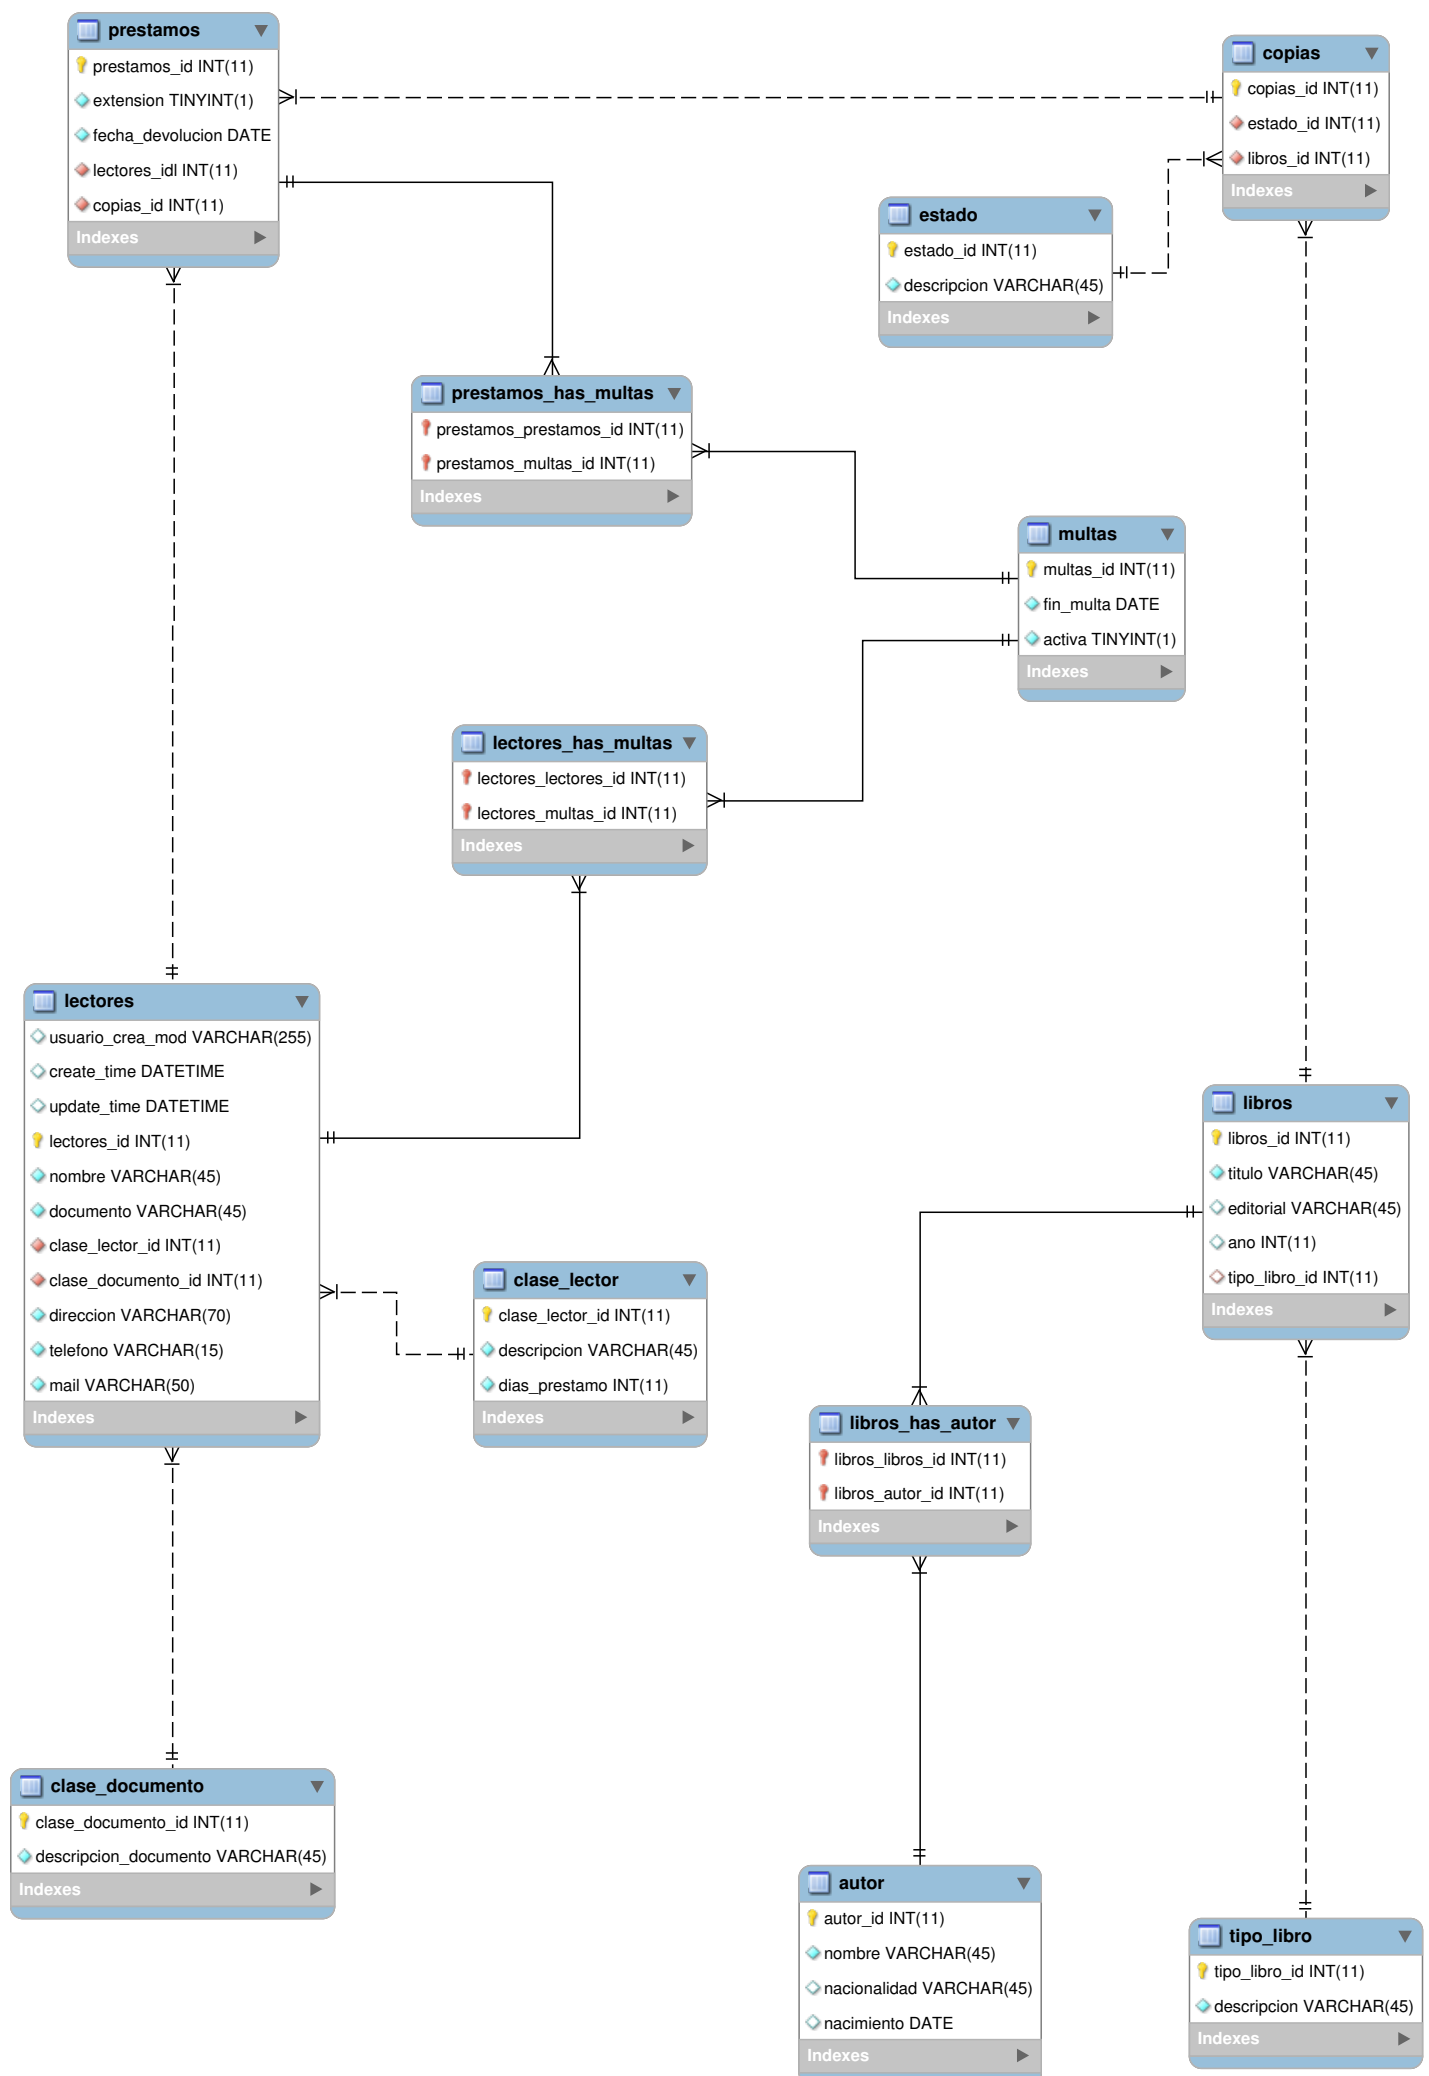 prestamos
prestamos_id INT(11)
extension TINYINT(1)
fecha_devolucion DATE
lectores_idl INT(11)
copias_id INT(11)
Indexes
copias
copias_id INT(11)
estado_id INT(11)
libros_id INT(11)
Indexes
estado
estado_id INT(11)
descripcion VARCHAR(45)
Indexes
prestamos_has_multas
prestamos_prestamos_id INT(11)
prestamos_multas_id INT(11)
Indexes
multas
multas_id INT(11)
fin_multa DATE
activa TINYINT(1)
Indexes
lectores_has_multas
lectores_lectores_id INT(11)
lectores_multas_id INT(11)
Indexes
lectores
usuario_crea_mod VARCHAR(255)
create_time DATETIME
update_time DATETIME
lectores_id INT(11)
nombre VARCHAR(45)
documento VARCHAR(45)
clase_lector_id INT(11)
clase_documento_id INT(11)
direccion VARCHAR(70)
telefono VARCHAR(15)
mail VARCHAR(50)
Indexes
libros
libros_id INT(11)
titulo VARCHAR(45)
editorial VARCHAR(45)
ano INT(11)
tipo_libro_id INT(11)
Indexes
clase_lector
clase_lector_id INT(11)
descripcion VARCHAR(45)
dias_prestamo INT(11)
Indexes
libros_has_autor
libros_libros_id INT(11)
libros_autor_id INT(11)
Indexes
clase_documento
clase_documento_id INT(11)
descripcion_documento VARCHAR(45)
Indexes
autor
autor_id INT(11)
nombre VARCHAR(45)
nacionalidad VARCHAR(45)
nacimiento DATE
Indexes
tipo_libro
tipo_libro_id INT(11)
descripcion VARCHAR(45)
Indexes